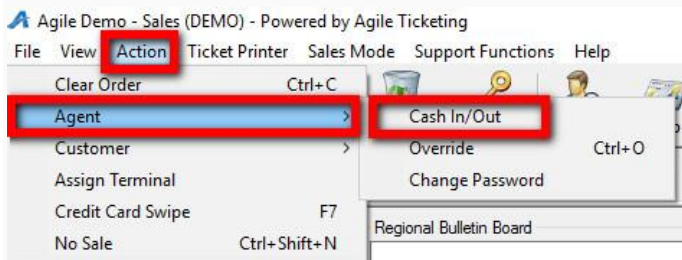 Agile Demo - Sales (DEMO) - Powered by Agile Ticketing
File View Action Ticket Printer Sales Mode Support Functions Help
Clear Order Ctrl+C
Agent > Cash In/Out
Customer > Override Ctrl+O
Assign Terminal Change Password
Credit Card Swipe F7
Regional Bulletin Board
No Sale Ctrl+Shift+N